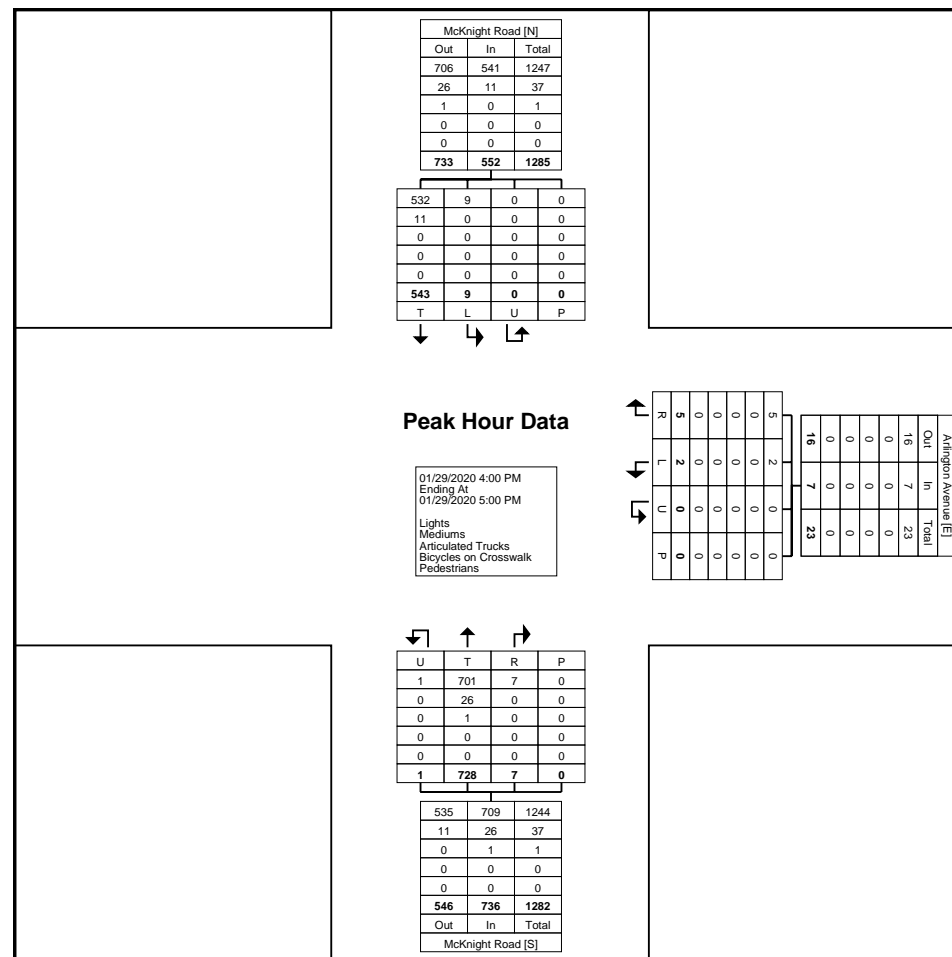 McKnight Road [N]
Out In Total
706 541 1247
26 11 37
1 0 1
0 0 0
0 0 0
733 552 1285
532 9 0 0
11 0 0 0
0 0 0 0
0 0 0 0
0 0 0 0
543 9 0 0
T L U P
Peak Hour Data
01/29/2020 4:00 PM
Ending At
01/29/2020 5:00 PM
Lights
Mediums
Articulated Trucks
Bicycles on Crosswalk
Pedestrians
Arlington Avenue [E]
Out In Total
16 7 23
0 0 0
0 0 0
0 0 0
0 0 0
16 7 23
5 2 0 0
0 0 0 0
0 0 0 0
0 0 0 0
0 0 0 0
5 2 0 0
R L U P
U T R P
1 701 7 0
0 26 0 0
0 1 0 0
0 0 0 0
0 0 0 0
1 728 7 0
535 709 1244
11 26 37
0 1 1
0 0 0
0 0 0
546 736 1282
Out In Total
McKnight Road [S]